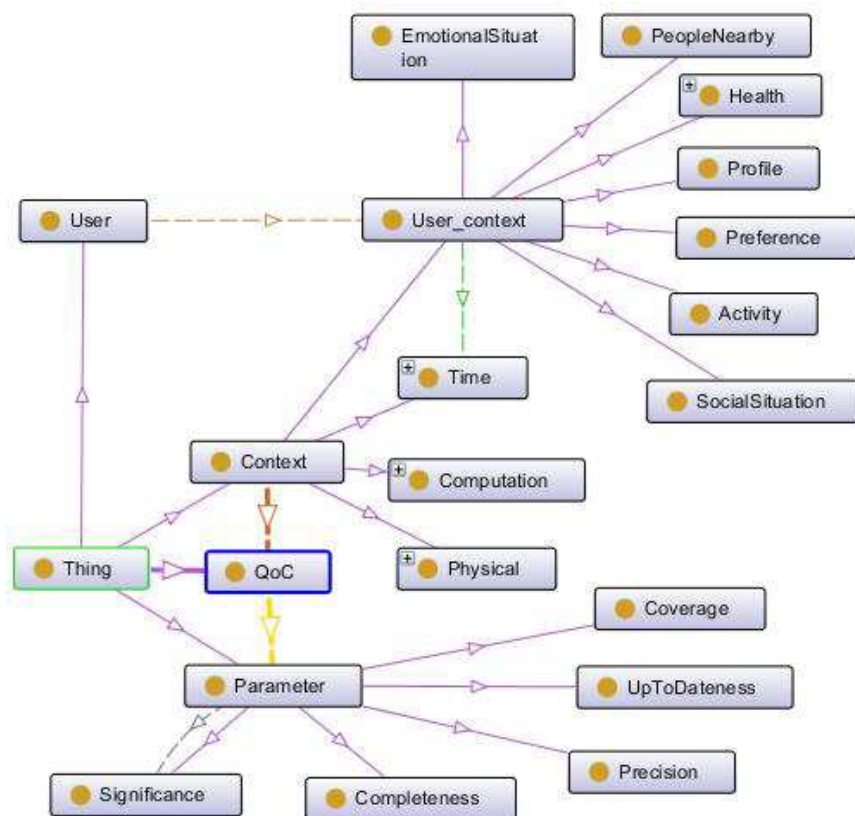 EmotionalSituat
ion
PeopleNearby
Health
Profile
User
User_context
Preference
Activity
Time
SocialSituation
Context
Computation
Thing
QoC
Physical
Coverage
Parameter
UpToDateness
Precision
Significance
Completeness